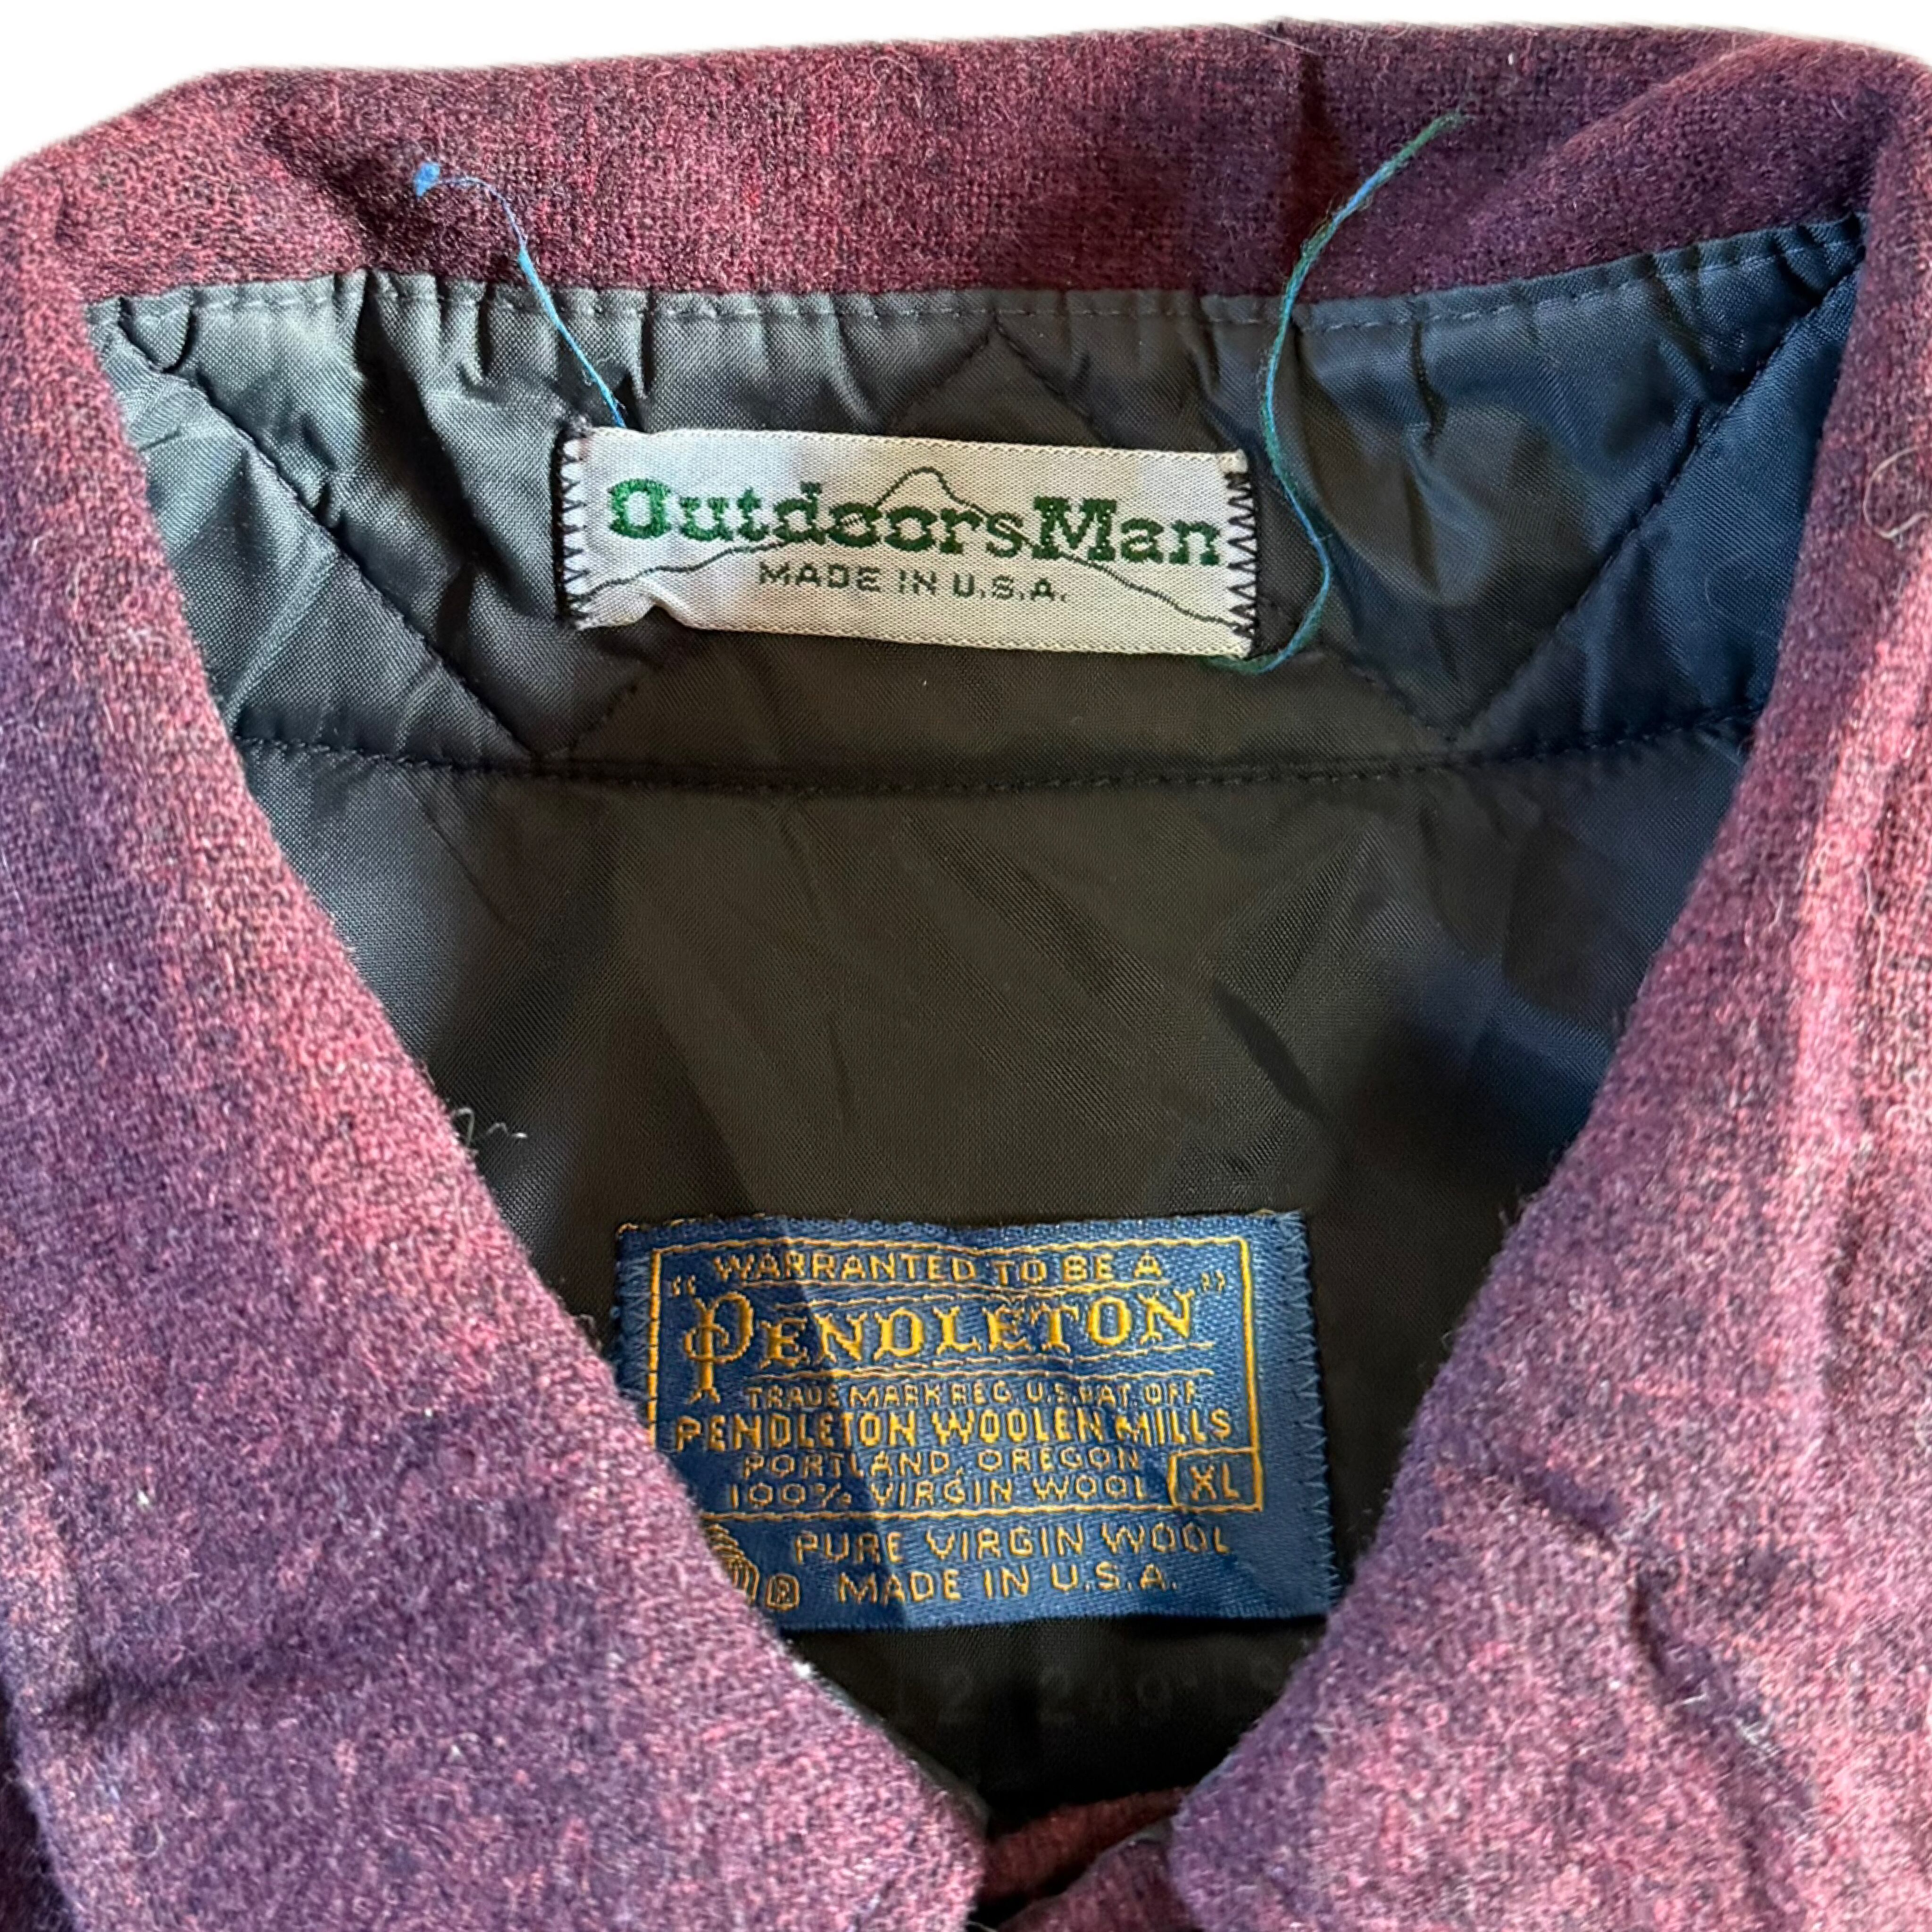 OutdoorsMan
MADE IN U.S.A.
WARRANTED TO BE A
"PENDLETON"
TRADE MARK REG. U.S. PAT. OFF.
PENDLETON WOOLEN MILLS
PORTLAND, OREGON
100% VIRGIN WOOL XL
PURE VIRGIN WOOL
® MADE IN U.S.A.